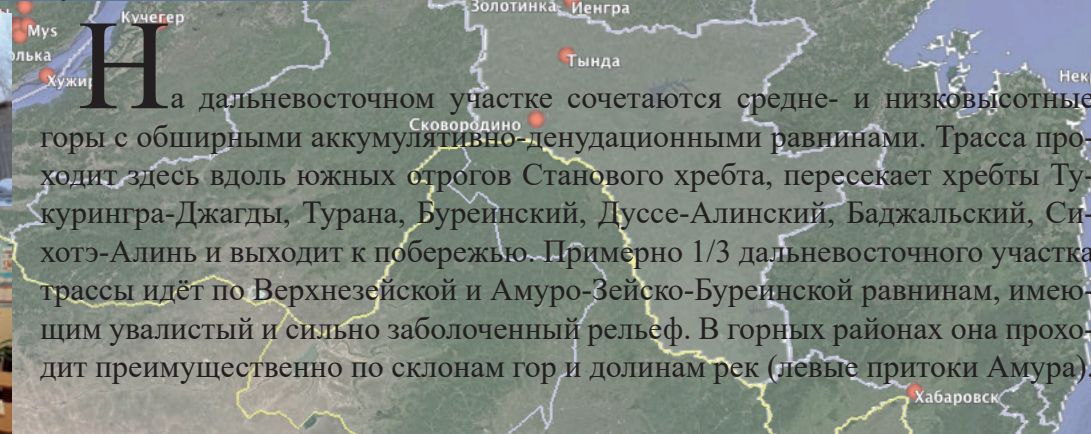 Золотинка Иенгра
Кучегер
Mys
Хужир
Тында
На дальневосточном участке сочетаются средне- и низковысотные
Сковородино
горы с обширными аккумулятивно-денудационными равнинами. Трасса про-
ходит здесь вдоль южных отрогов Станового хребта, пересекает хребты Ту-
курингра-Джагды, Турана, Буреинский, Дуссе-Алинский, Баджальский, Си-
хотэ-Алинь и выходит к побережью. Примерно 1/3 дальневосточного участка
трассы идёт по Верхнезейской и Амуро-Зейско-Буреинской равнинам, имею-
щим увалистый и сильно заболоченный рельеф. В горных районах она прохо-
дит преимущественно по склонам гор и долинам рек (левые притоки Амура).
Хабаровск